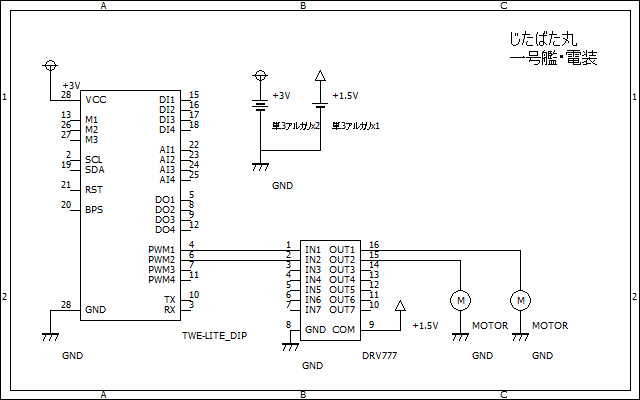 A B C
じたばた丸
一号艦・電装
+3V
28 VCC DI1 15
DI2 16
DI3 17
DI4 18
13 M1
26 M2
27 M3
AI1 22
2 SCL AI2 23
19 SDA AI3 24
AI4 25
21 RST
DO1 5
20 BPS DO2 8
DO3 9
DO4 12
PWM1 4
PWM2 6
PWM3 7
PWM4 11
TX 10
28 GND RX 3
GND
TWE-LITE_DIP
+3V +1.5V
単3アルカリx2 単3アルカリx1
GND
1 IN1 OUT1 16
2 IN2 OUT2 15
3 IN3 OUT3 14
4 IN4 OUT4 13
5 IN5 OUT5 12
6 IN6 OUT6 11
7 IN7 OUT7 10
8 GND COM 9
+1.5V
GND
DRV777
M M
MOTOR MOTOR
GND GND
1 1
2 2
A B C